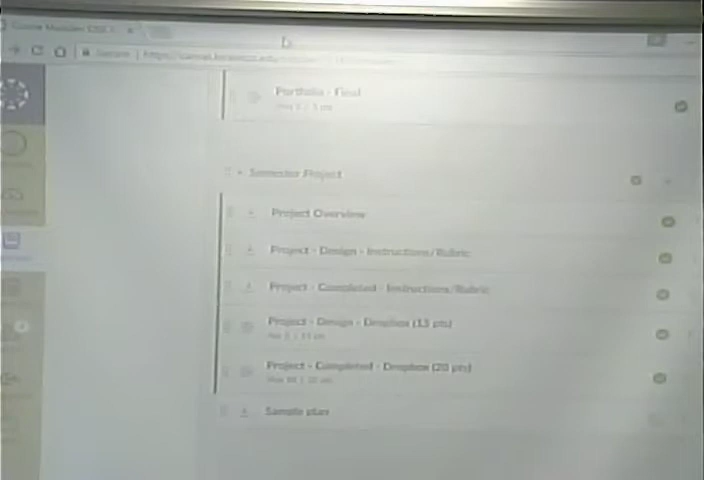 Portfolio - Final
Semester Project
Project Overview
Project - Design - Instructions/Rubric
Project - Completed - Instructions/Rubric
Project - Design - Dropbox (15 pts)
Project - Completed - Dropbox (20 pts)
Sample plan